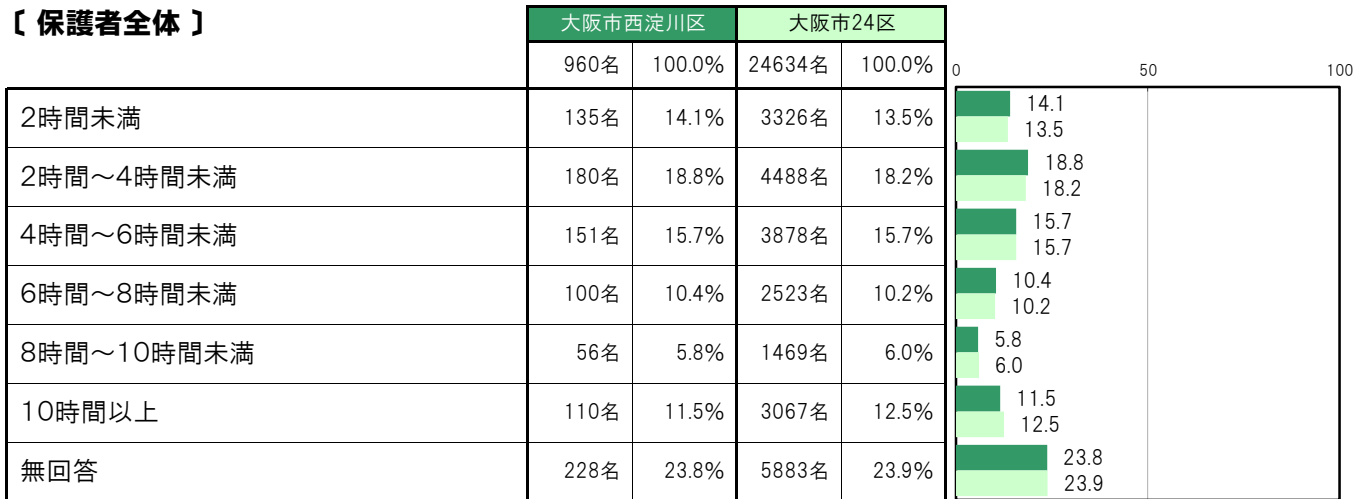 〔 保護者全体 〕
大阪市西淀川区 大阪市24区
960名 100.0% 24634名 100.0%
0 50 100
2時間未満 135名 14.1% 3326名 13.5% 14.1
13.5
2時間～4時間未満 180名 18.8% 4488名 18.2% 18.8
18.2
4時間～6時間未満 151名 15.7% 3878名 15.7% 15.7
15.7
6時間～8時間未満 100名 10.4% 2523名 10.2% 10.4
10.2
8時間～10時間未満 56名 5.8% 1469名 6.0% 5.8
6.0
10時間以上 110名 11.5% 3067名 12.5% 11.5
12.5
無回答 228名 23.8% 5883名 23.9% 23.8
23.9